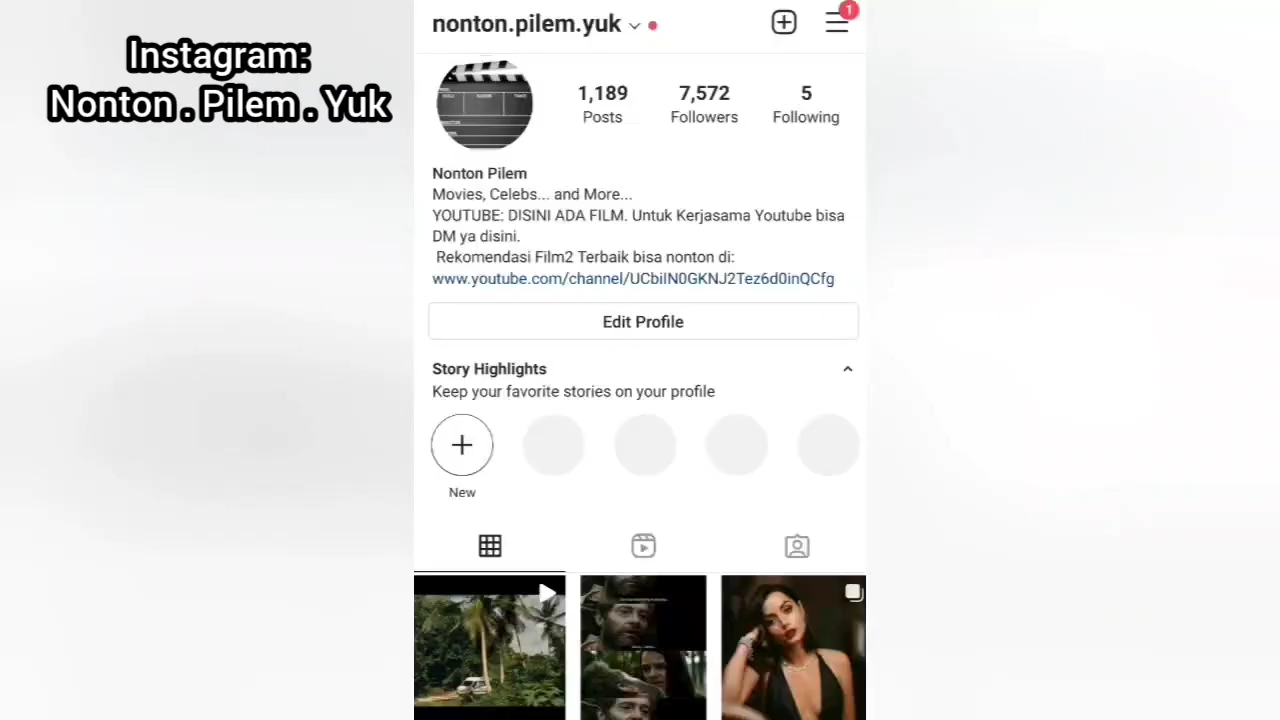 Instagram:
Nonton . Pilem . Yuk
nonton.pilem.yuk
1
1,189
Posts
7,572
Followers
5
Following
Nonton Pilem
Movies, Celebs... and More...
YOUTUBE: DISINI ADA FILM. Untuk Kerjasama Youtube bisa
DM ya disini.
Rekomendasi Film2 Terbaik bisa nonton di:
www.youtube.com/channel/UCbilN0GKNJ2Tez6d0inQCfg
Edit Profile
Story Highlights
Keep your favorite stories on your profile
New